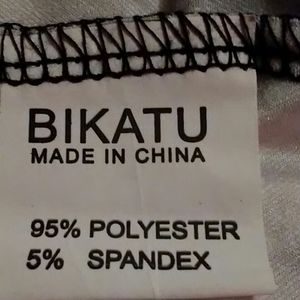 BIKATU
MADE IN CHINA
95% POLYESTER
5% SPANDEX